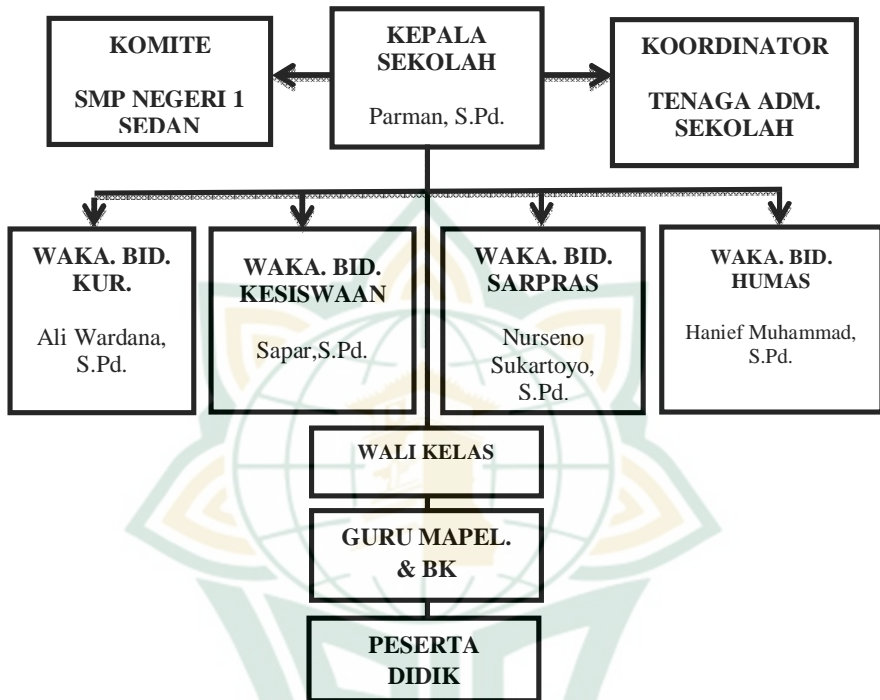 KOMITE
SMP NEGERI 1
SEDAN
KEPALA
SEKOLAH
Parman, S.Pd.
KOORDINATOR
TENAGA ADM.
SEKOLAH
WAKA. BID.
KUR.
Ali Wardana,
S.Pd.
WAKA. BID.
KESISWAAN
Sapar,S.Pd.
WAKA. BID.
SARPRAS
Nurseno
Sukartoyo,
S.Pd.
WAKA. BID.
HUMAS
Hanief Muhammad,
S.Pd.
WALI KELAS
GURU MAPEL.
& BK
PESERTA
DIDIK